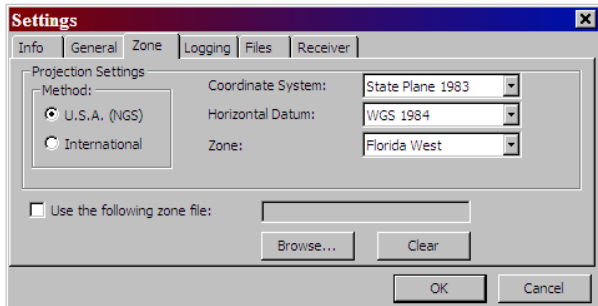 Settings
Info General Zone Logging Files Receiver
Projection Settings
Method:
Coordinate System: State Plane 1983
U.S.A. (NGS)
Horizontal Datum: WGS 1984
International
Zone: Florida West
Use the following zone file:
Browse... Clear
OK Cancel